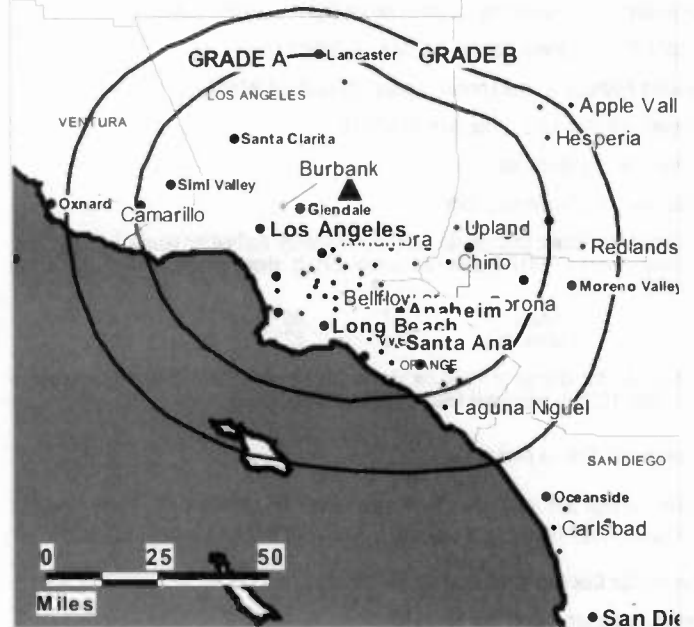 GRADE A
GRADE B
Lancaster
LOS ANGELES
Apple Vall
VENTURA
Hesperia
Santa Clarita
Burbank
Simi Valley
Oxnard
Camarillo
Glendale
Los Angeles
Upland
Redlands
Chino
Moreno Valley
Bellflow
Anaheim
orona
Long Beach
Santa Ana
ORANGE
Laguna Niguel
SAN DIEGO
Oceanside
Carlsbad
0 25 50
Miles
San Die